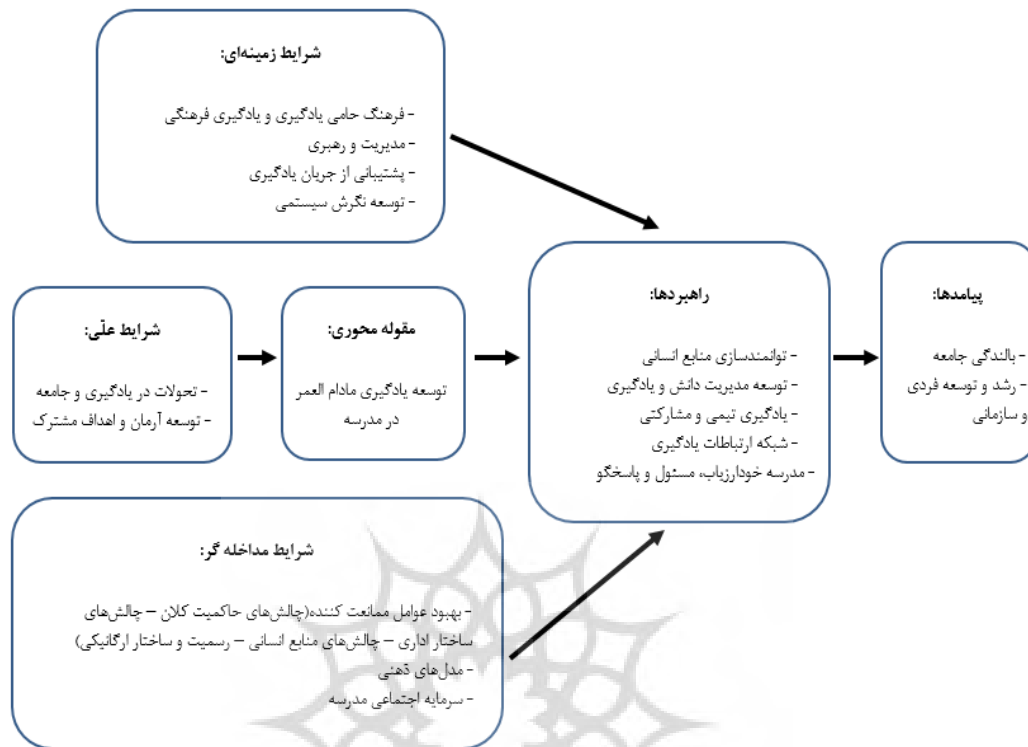 شرایط زمینه‌ای:
- فرهنگ حامی یادگیری و یادگیری فرهنگی
- مدیریت و رهبری
- پشتیبانی از جریان یادگیری
- توسعه نگرش سیستمی
شرایط علّی:
- تحولات در یادگیری و جامعه
- توسعه آرمان و اهداف مشترک
مقوله محوری:
توسعه یادگیری مادام العمر
در مدرسه
راهبردها:
- توانمندسازی منابع انسانی
- توسعه مدیریت دانش و یادگیری
- یادگیری تیمی و مشارکتی
- شبکه ارتباطات یادگیری
- مدرسه خودارزیاب، مسئول و پاسخگو
پیامدها:
- بالندگی جامعه
- رشد و توسعه فردی
و سازمانی
شرایط مداخله گر:
- بهبود عوامل ممانعت کننده(چالش‌های حاکمیت کلان – چالش‌های
ساختار اداری – چالش‌های منابع انسانی – رسمیت و ساختار ارگانیکی)
- مدل‌های ذهنی
- سرمایه اجتماعی مدرسه